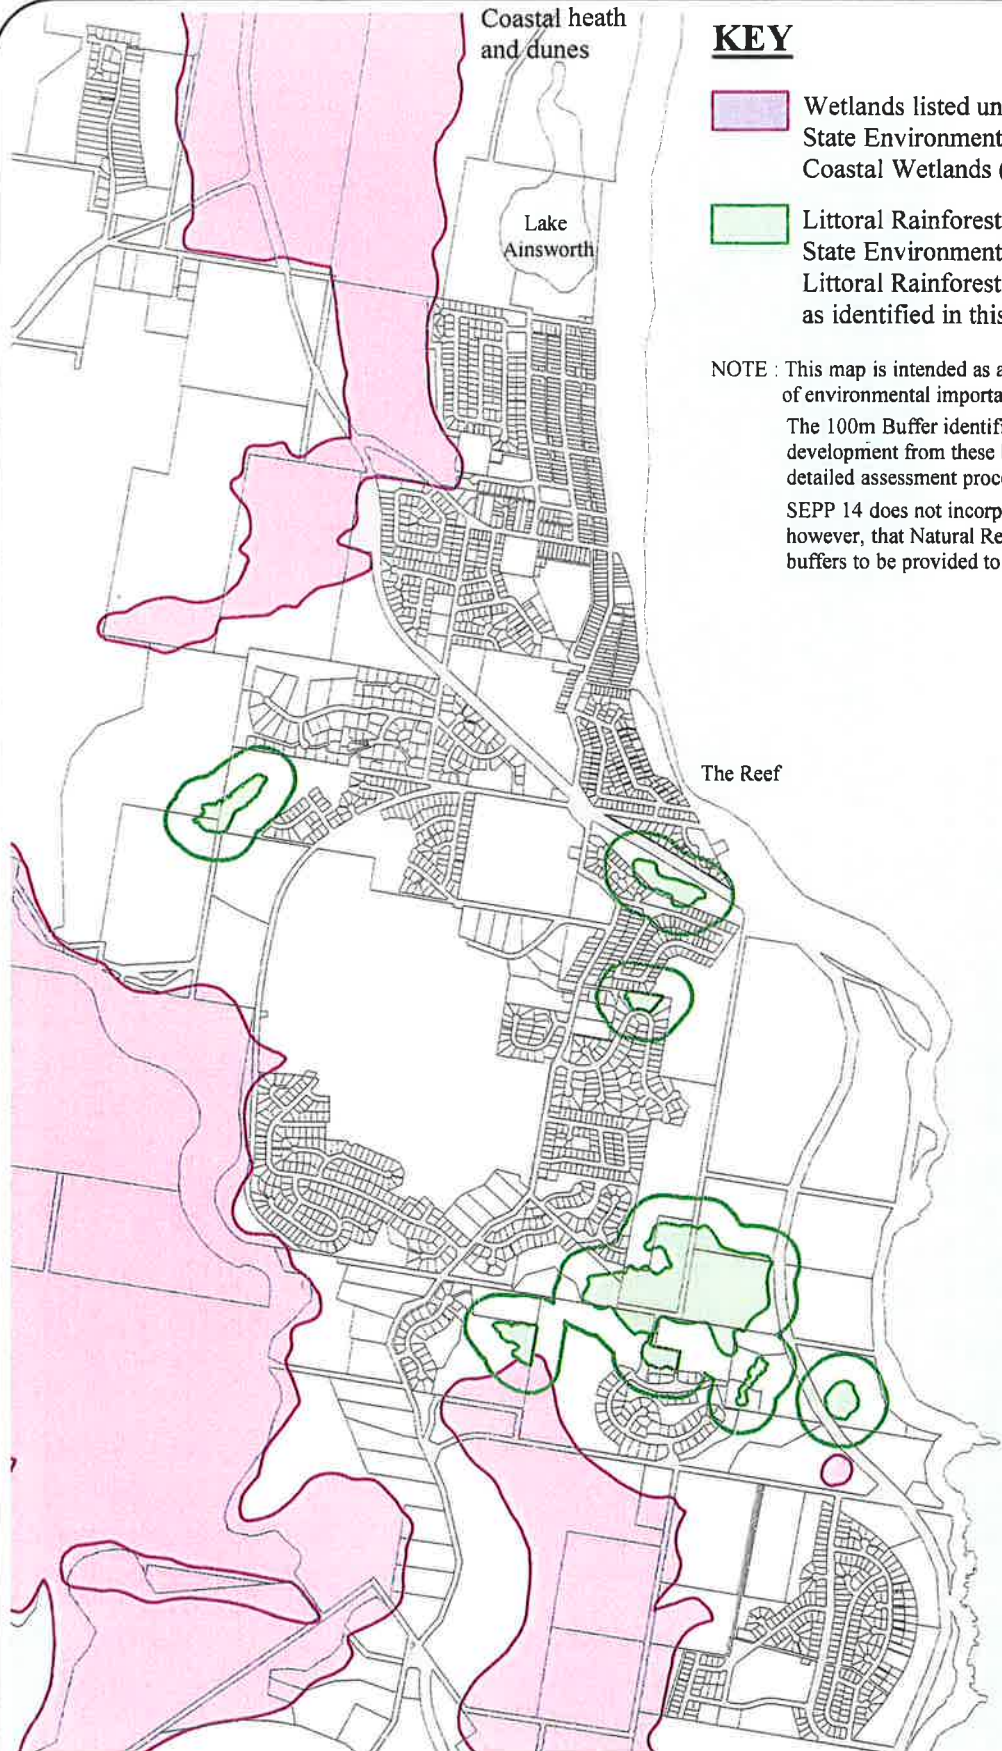 Coastal heath
and dunes
Lake
Ainsworth
The Reef
KEY
Wetlands listed un
State Environment
Coastal Wetlands (
Littoral Rainforest
State Environment
Littoral Rainforest
as identified in this
NOTE : This map is intended as a
of environmental importa
The 100m Buffer identifi
development from these
detailed assessment proc
SEPP 14 does not incorp
however, that Natural Re
buffers to be provided to